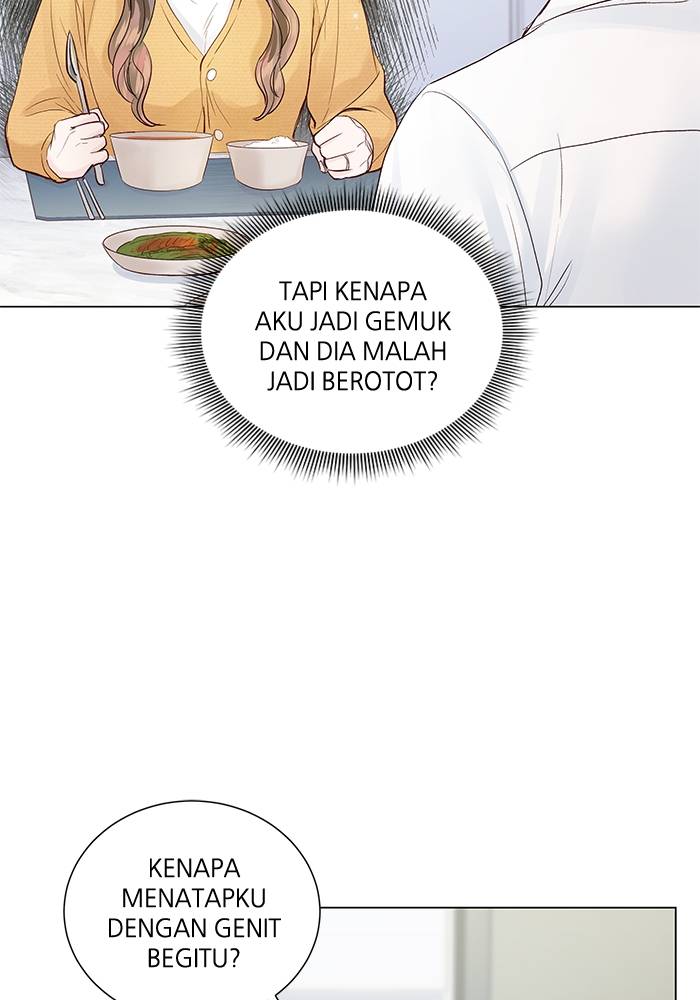 TAPI KENAPA
AKU JADI GEMUK
DAN DIA MALAH
JADI BEROTOT?
KENAPA
MENATAPKU
DENGAN GENIT
BEGITU?